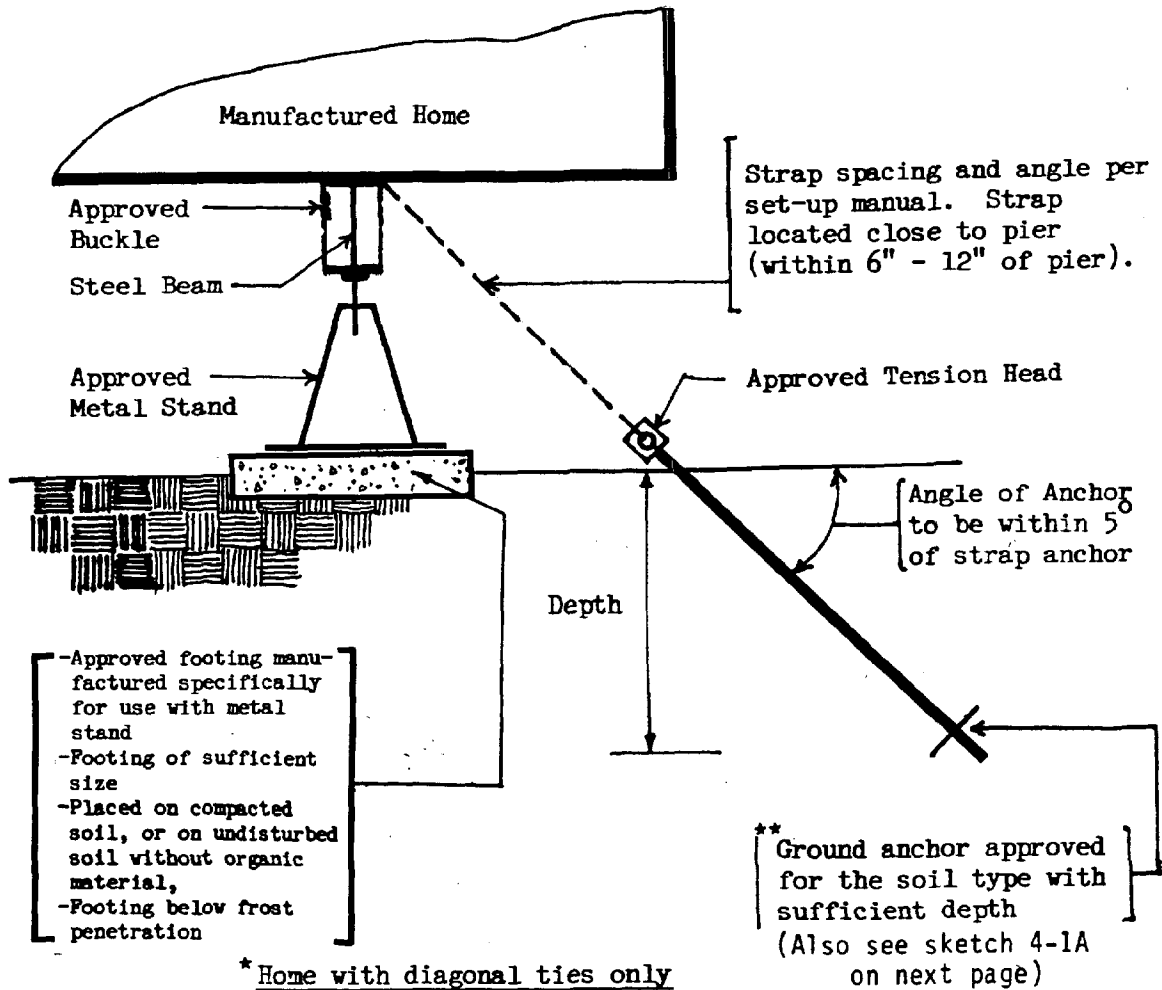 Manufactured Home
Approved
Buckle
Steel Beam
Approved
Metal Stand
Strap spacing and angle per
set-up manual. Strap
located close to pier
(within 6" - 12" of pier).
Approved Tension Head
Angle of Anchor
to be within 5°
of strap anchor
Depth
-Approved footing manu-
factured specifically
for use with metal
stand
-Footing of sufficient
size
-Placed on compacted
soil, or on undisturbed
soil without organic
material,
-Footing below frost
penetration
**Ground anchor approved
for the soil type with
sufficient depth
(Also see sketch 4-1A
on next page)
*Home with diagonal ties only